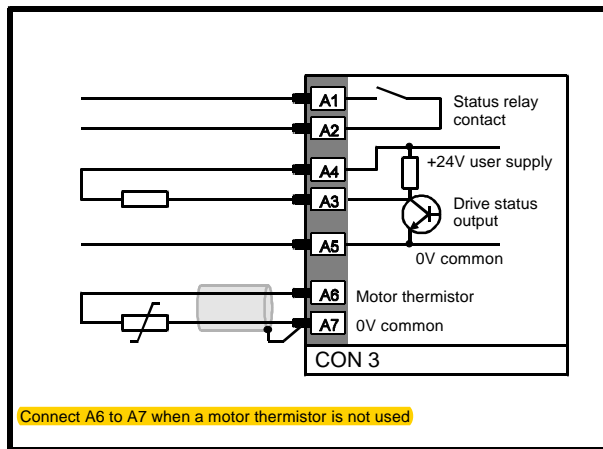 A1
Status relay
contact
A2
A4
+24V user supply
A3
Drive status
output
A5
0V common
A6
Motor thermistor
A7
0V common
CON 3
Connect A6 to A7 when a motor thermistor is not used